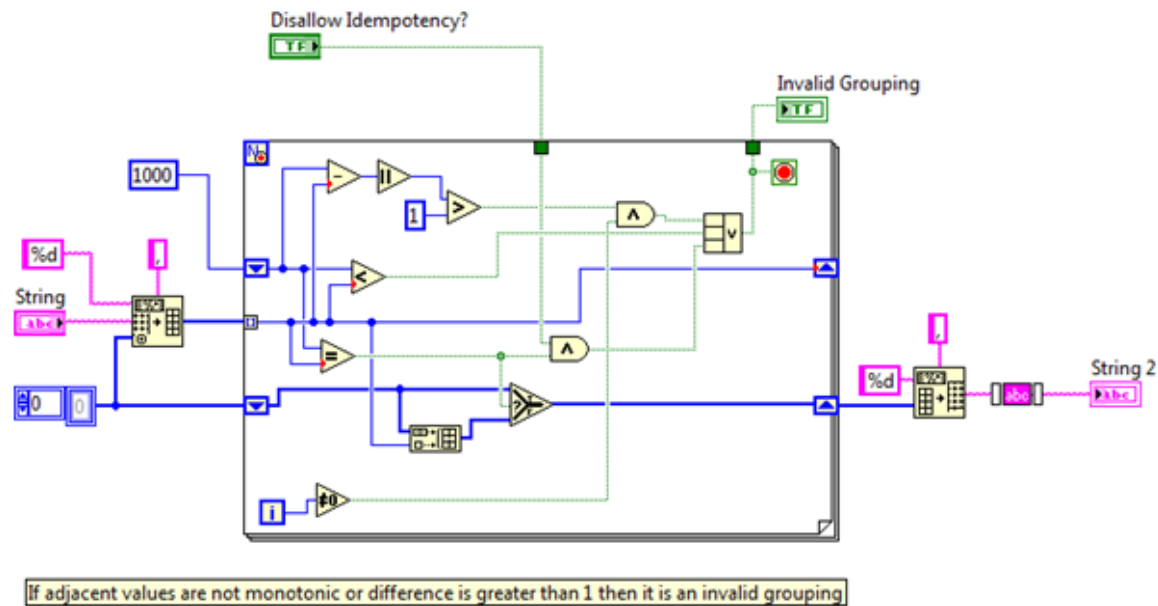 Disallow Idempotency?
TF
Invalid Grouping
TF
1000
1
%d
,
String
abc
0
0
i
≠0
,
%d
abc
String 2
abc
If adjacent values are not monotonic or difference is greater than 1 then it is an invalid grouping